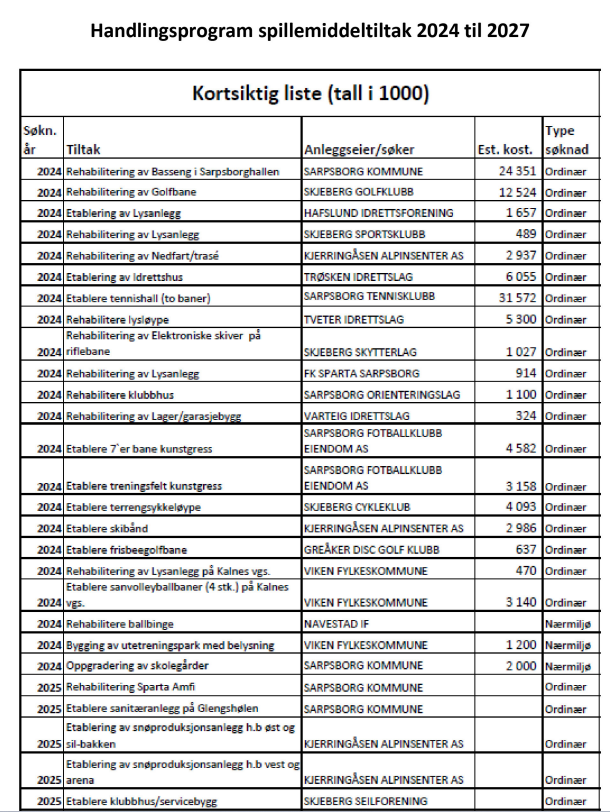 Handlingsprogram spillemiddeltiltak 2024 til 2027
Kortsiktig liste (tall i 1000)
Søkn. år Tiltak Anleggseier/søker Est. kost. Type søknad
2024 Rehabilitering av Basseng i Sarpsborghallen SARPSBORG KOMMUNE 24 351 Ordinær
2024 Rehabilitering av Golfbane SKJEBERG GOLFKLUBB 12 524 Ordinær
2024 Etablering av Lysanlegg HAFSLUND IDRETTSFORENING 1 657 Ordinær
2024 Rehabilitering av Lysanlegg SKJEBERG SPORTSKLUBB 489 Ordinær
2024 Rehabilitering av Nedfart/trasé KJERRINGÅSEN ALPINSENTER AS 2 937 Ordinær
2024 Etablering av Idrettshus TRØSKEN IDRETTSLAG 6 055 Ordinær
2024 Etablere tennishall (to baner) SARPSBORG TENNISKLUBB 31 572 Ordinær
2024 Rehabilitere lysløype TVETER IDRETTSLAG 5 300 Ordinær
Rehabilitering av Elektroniske skiver på
2024 riflebane SKJEBERG SKYTTERLAG 1 027 Ordinær
2024 Rehabilitering av Lysanlegg FK SPARTA SARPSBORG 914 Ordinær
2024 Rehabilitere klubbhus SARPSBORG ORIENTERINGSLAG 1 100 Ordinær
2024 Rehabilitering av Lager/garasjebygg VARTEIG IDRETTSLAG 324 Ordinær
SARPSBORG FOTBALLKLUBB
2024 Etablere 7`er bane kunstgress EIENDOM AS 4 582 Ordinær
SARPSBORG FOTBALLKLUBB
2024 Etablere treningsfelt kunstgress EIENDOM AS 3 158 Ordinær
2024 Etablere terrengsykkeløype SKJEBERG CYKLEKLUB 4 093 Ordinær
2024 Etablere skibånd KJERRINGÅSEN ALPINSENTER AS 2 986 Ordinær
2024 Etablere frisbeegolfbane GREÅKER DISC GOLF KLUBB 637 Ordinær
2024 Rehabilitering av Lysanlegg på Kalnes vgs. VIKEN FYLKESKOMMUNE 470 Ordinær
Etablere sanvolleyballbaner (4 stk.) på Kalnes
2024 vgs. VIKEN FYLKESKOMMUNE 3 140 Ordinær
2024 Rehabilitere ballbinge NAVESTAD IF Nærmiljø
2024 Bygging av utetreningspark med belysning VIKEN FYLKESKOMMUNE 1 200 Nærmiljø
2024 Oppgradering av skolegårder SARPSBORG KOMMUNE 2 000 Nærmiljø
2025 Rehabilitering Sparta Amfi SARPSBORG KOMMUNE Ordinær
2025 Etablere sanitæranlegg på Glengshølen SARPSBORG KOMMUNE Ordinær
Etablering av snøproduksjonsanlegg h.b øst og
2025 sil-bakken KJERRINGÅSEN ALPINSENTER AS Ordinær
Etablering av snøproduksjonsanlegg h.b vest og
2025 arena KJERRINGÅSEN ALPINSENTER AS Ordinær
2025 Etablere klubbhus/servicebygg SKJEBERG SEILFORENING Ordinær